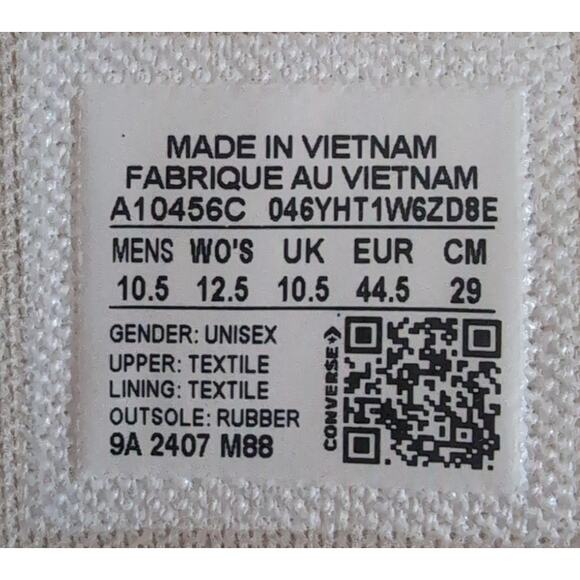 MADE IN VIETNAM
FABRIQUE AU VIETNAM
A10456C 046YHT1W6ZD8E
MENS WO'S UK EUR CM
10.5 12.5 10.5 44.5 29
GENDER: UNISEX
UPPER: TEXTILE
LINING: TEXTILE
OUTSOLE: RUBBER
9A 2407 M88
CONVERSE